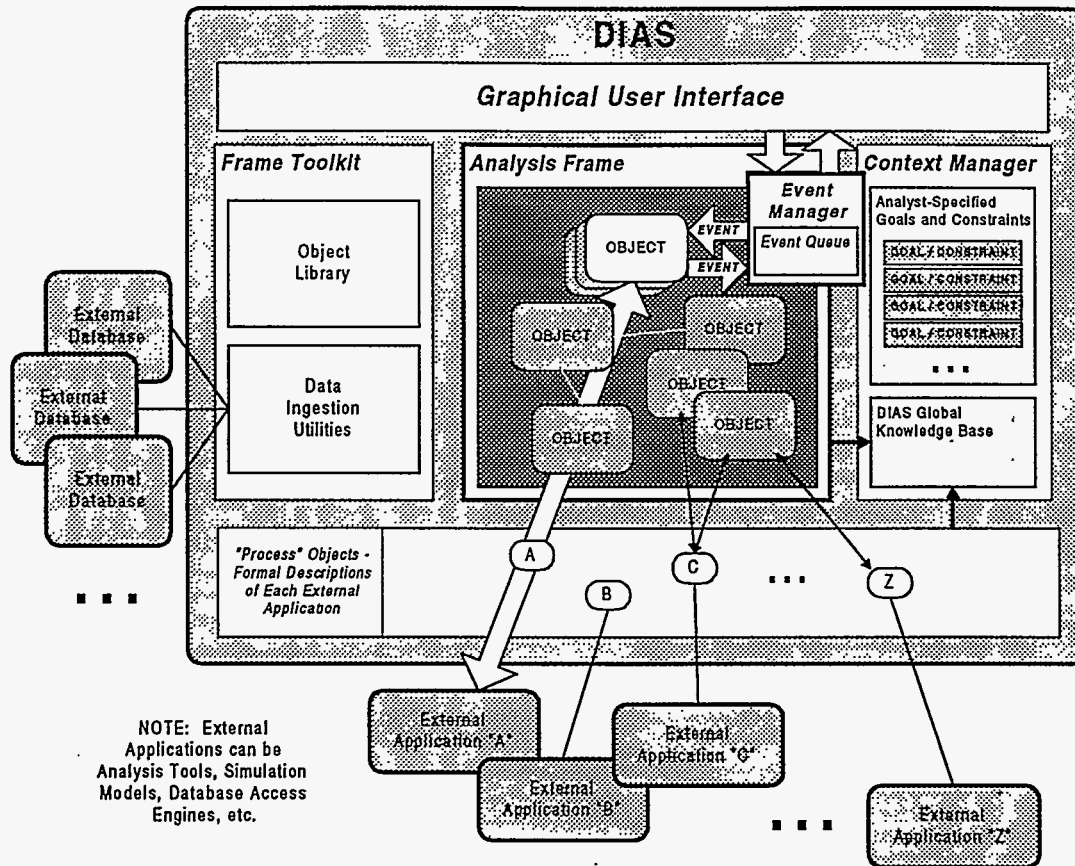 DIAS
Graphical User Interface
Frame Toolkit
Object
Library
Data
Ingestion
Utilities
External
Database
External
Database
External
Database
Analysis Frame
OBJECT
EVENT
EVENT
Event
Manager
Event Queue
OBJECT
OBJECT
OBJECT
OBJECT
OBJECT
Context Manager
Analyst-Specified
Goals and Constraints
GOAL / CONSTRAINT
GOAL / CONSTRAINT
GOAL / CONSTRAINT
GOAL / CONSTRAINT
...
DIAS Global
Knowledge Base
"Process" Objects -
Formal Descriptions
of Each External
Application
A
B
C
...
Z
...
NOTE: External
Applications can be
Analysis Tools, Simulation
Models, Database Access
Engines, etc.
External
Application "A"
External
Application "B"
External
Application "C"
...
External
Application "Z"